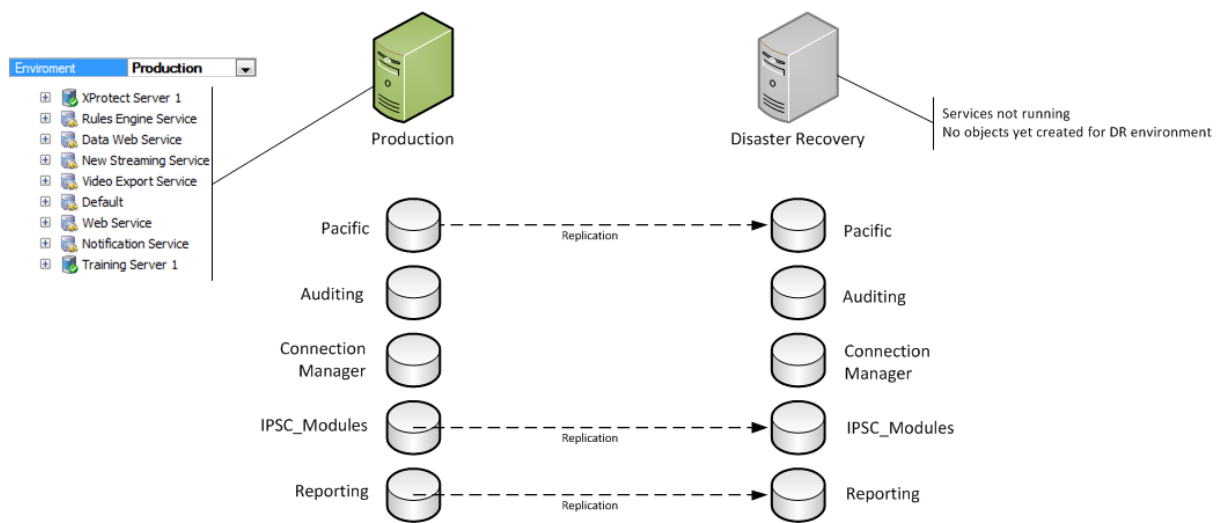 Enviroment Production
XProtect Server 1
Rules Engine Service
Data Web Service
New Streaming Service
Video Export Service
Default
Web Service
Notification Service
Training Server 1
Production
Disaster Recovery
Services not running
No objects yet created for DR environment
Pacific
Replication
Pacific
Auditing
Auditing
Connection
Manager
Connection
Manager
IPSC_Modules
Replication
IPSC_Modules
Reporting
Replication
Reporting